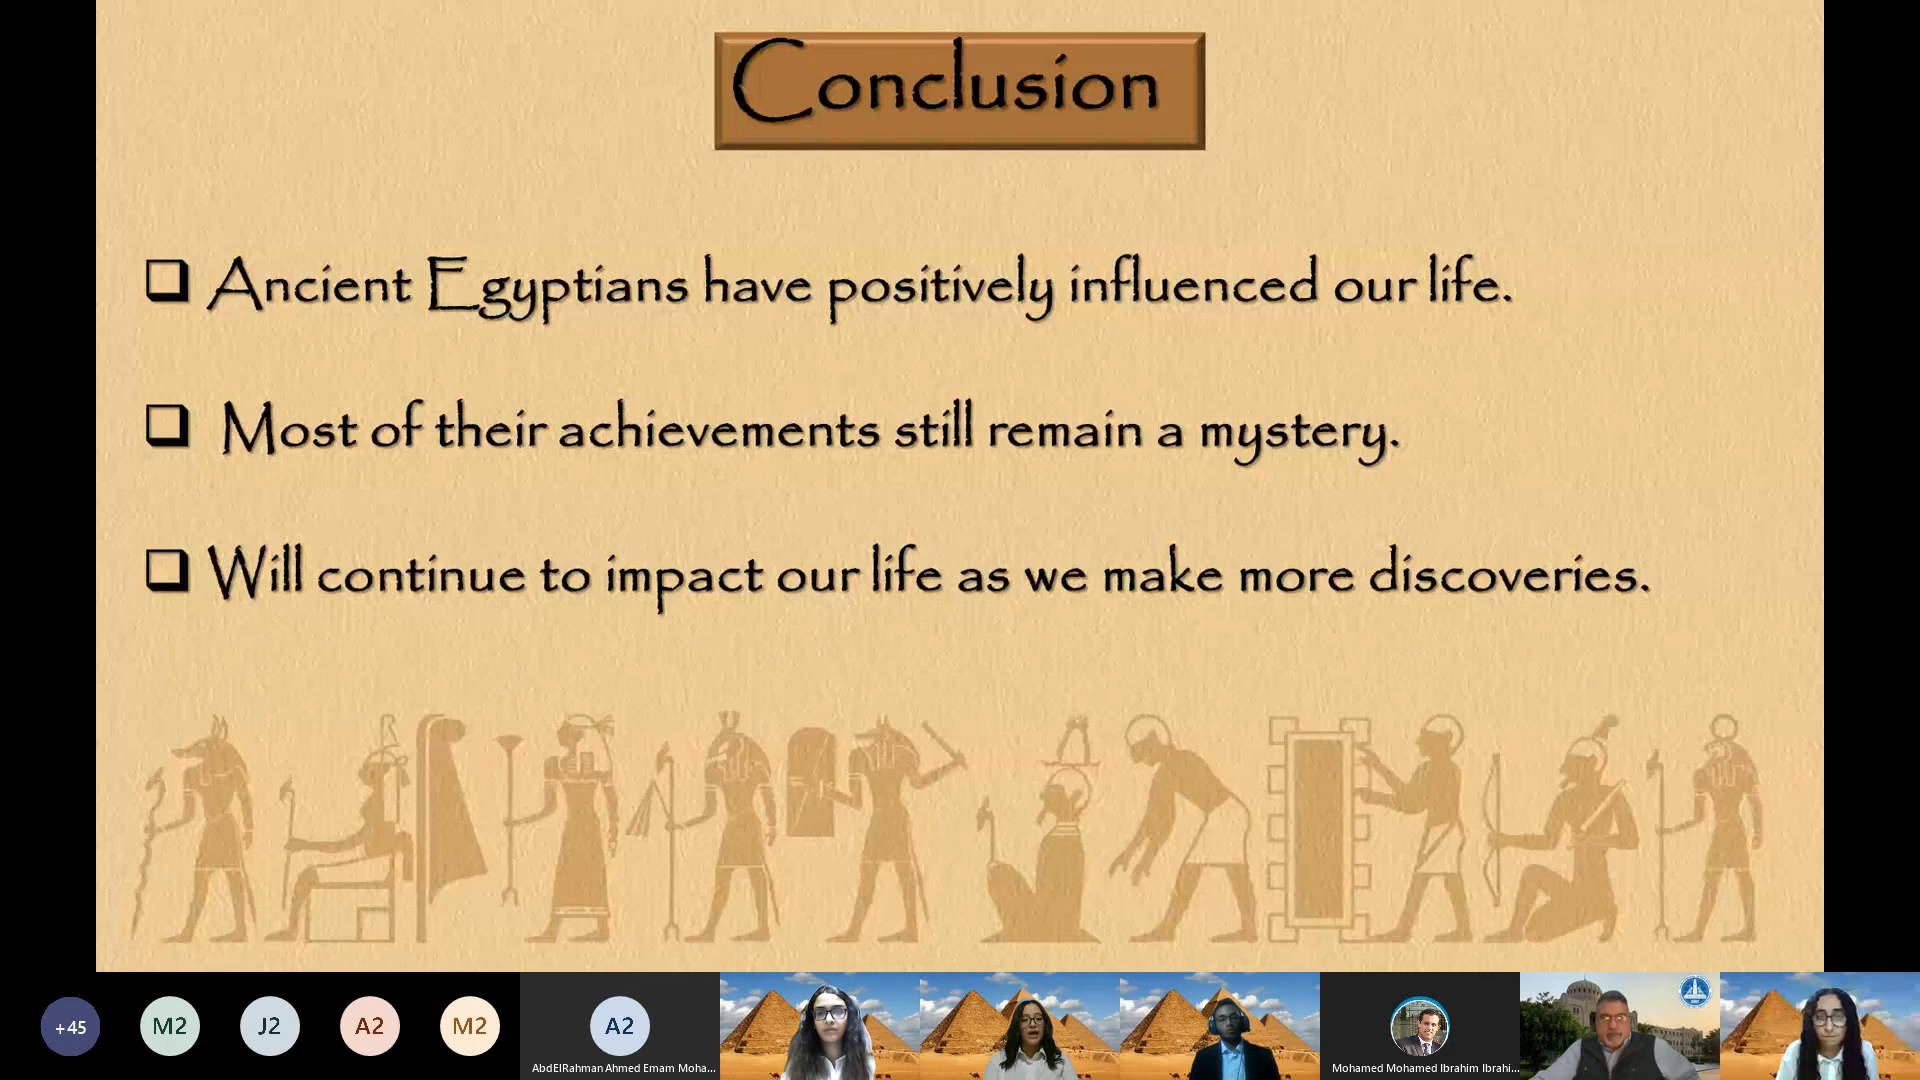 Conclusion
Ancient Egyptians have positively influenced our life.
Most of their achievements still remain a mystery.
Will continue to impact our life as we make more discoveries.
+45
M2
J2
A2
M2
A2
AbdElRahman Ahmed Emam Moha...
Mohamed Mohamed Ibrahim Ibrahi...